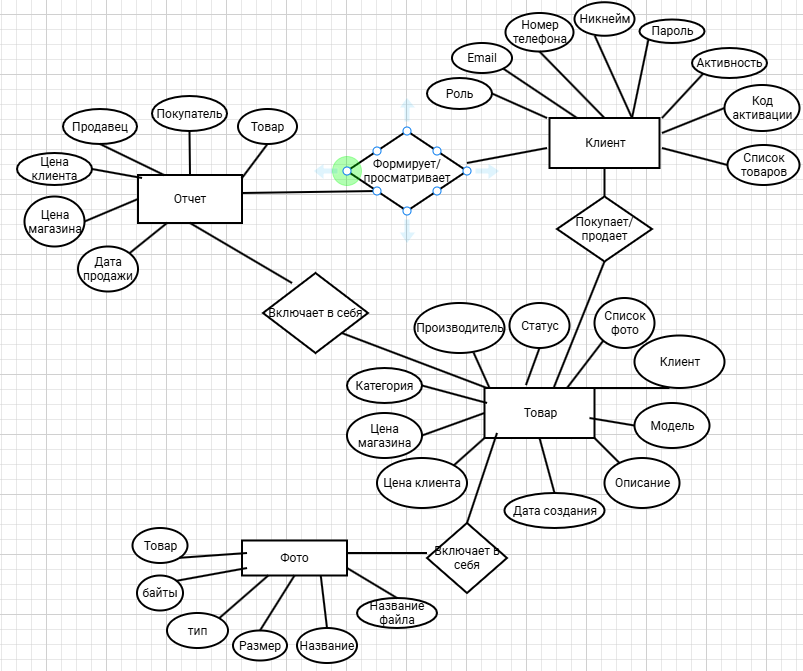 Никнейм
Номер
телефона
Пароль
Email
Активность
Роль
Код
активации
Покупатель
Продавец
Товар
Клиент
Формирует/
просматривает
Список
товаров
Цена
клиента
Отчет
Цена
магазина
Покупает/
продает
Дата
продажи
Включает в себя
Производитель
Статус
Список
фото
Клиент
Категория
Товар
Модель
Цена
магазина
Цена клиента
Описание
Дата создания
Товар
Фото
Включает в
себя
байты
Название
файла
тип
Размер
Название